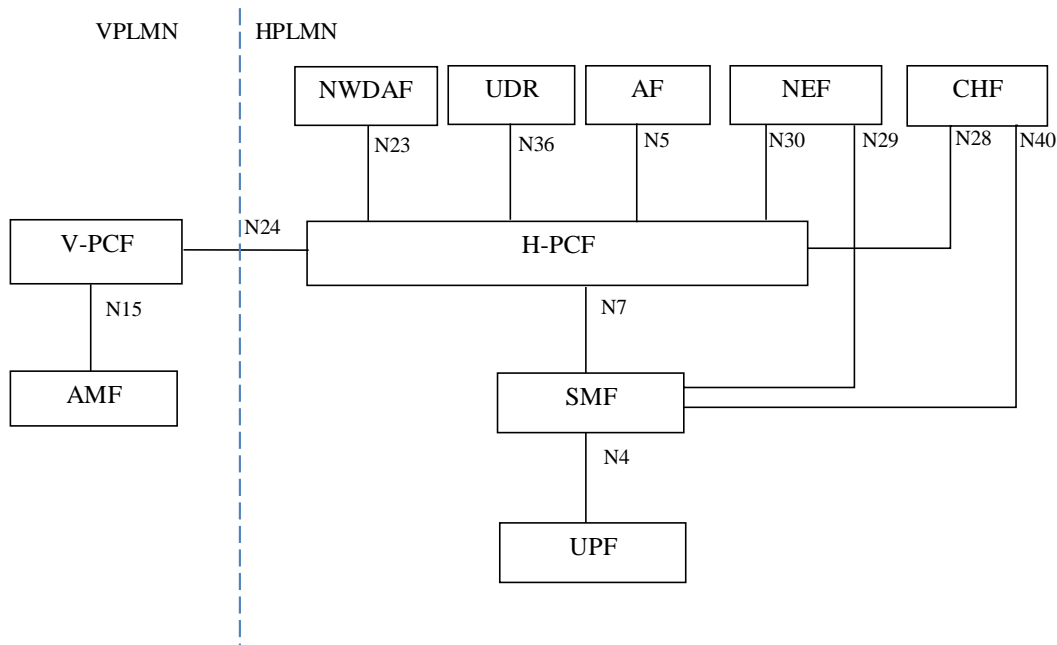 VPLMN HPLMN
NWDAF UDR AF NEF CHF
N23 N36 N5 N30 N29 N28 N40
N24
V-PCF H-PCF
N15 N7
AMF SMF
N4
UPF